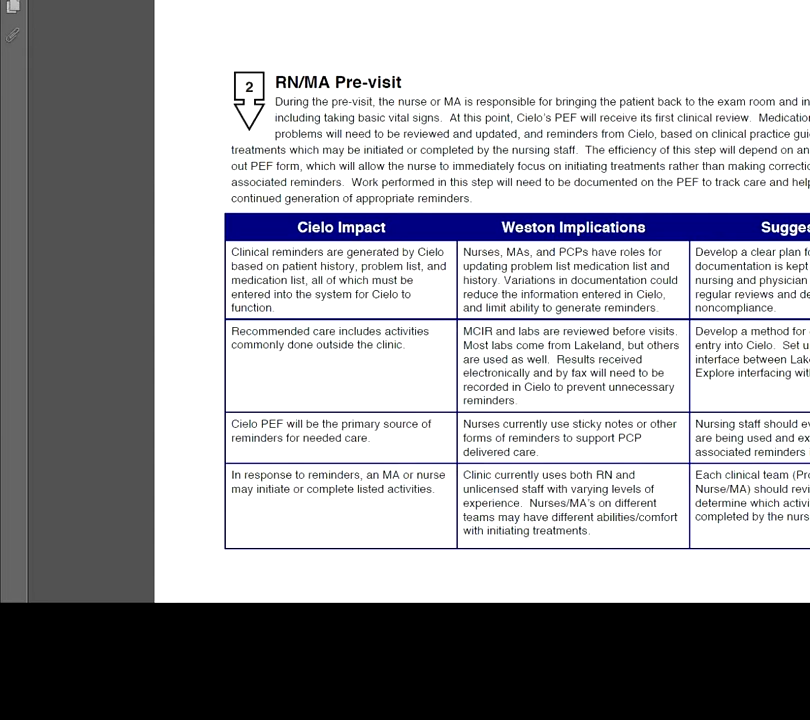 2
RN/MA Pre-visit
During the pre-visit, the nurse or MA is responsible for bringing the patient back to the exam room and in
including taking basic vital signs. At this point, Cielo's PEF will receive its first clinical review. Medication
problems will need to be reviewed and updated, and reminders from Cielo, based on clinical practice gui
treatments which may be initiated or completed by the nursing staff. The efficiency of this step will depend on an
out PEF form, which will allow the nurse to immediately focus on initiating treatments rather than making correctio
associated reminders. Work performed in this step will need to be documented on the PEF to track care and help
continued generation of appropriate reminders.
Cielo Impact
Weston Implications
Sugges
Clinical reminders are generated by Cielo
based on patient history, problem list, and
medication list, all of which must be
entered into the system for Cielo to
function.
Nurses, MAs, and PCPs have roles for
updating problem list medication list and
history. Variations in documentation could
reduce the information entered in Cielo,
and limit ability to generate reminders.
Develop a clear plan fo
documentation is kept
nursing and physician
regular reviews and de
noncompliance.
Recommended care includes activities
commonly done outside the clinic.
MCIR and labs are reviewed before visits.
Most labs come from Lakeland, but others
are used as well. Results received
electronically and by fax will need to be
recorded in Cielo to prevent unnecessary
reminders.
Develop a method for
entry into Cielo. Set u
interface between Lake
Explore interfacing wit
Cielo PEF will be the primary source of
reminders for needed care.
Nurses currently use sticky notes or other
forms of reminders to support PCP
delivered care.
Nursing staff should ev
are being used and ex
associated reminders
In response to reminders, an MA or nurse
may initiate or complete listed activities.
Clinic currently uses both RN and
unlicensed staff with varying levels of
experience. Nurses/MA's on different
teams may have different abilities/comfort
with initiating treatments.
Each clinical team (Pro
Nurse/MA) should revi
determine which activi
completed by the nurs